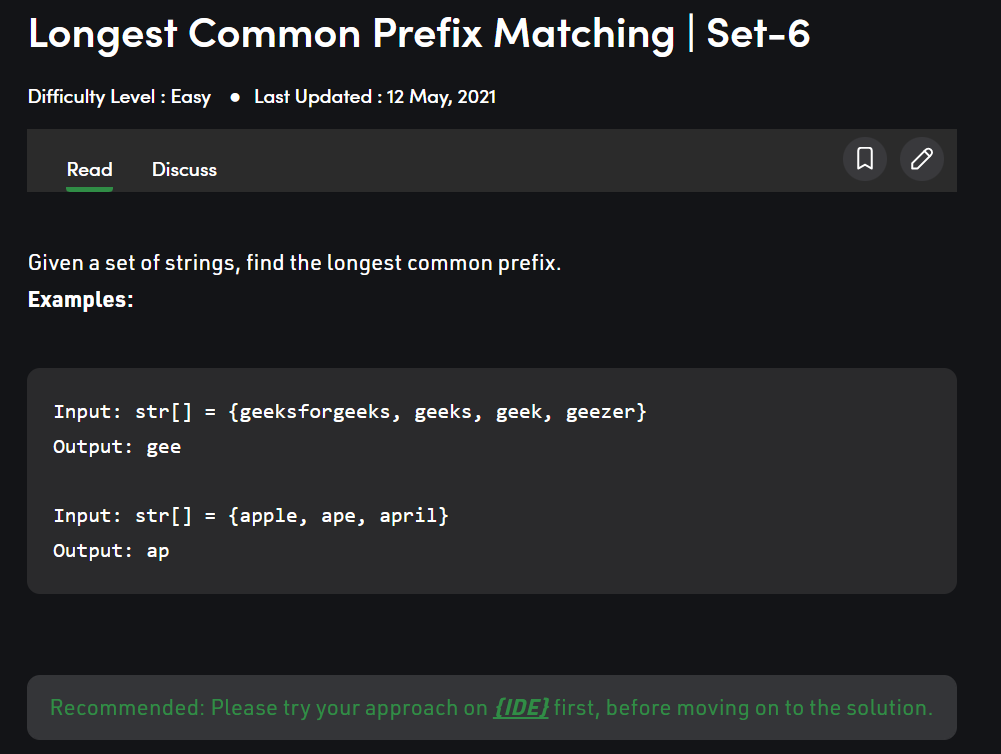 Longest Common Prefix Matching | Set-6
Difficulty Level : Easy ● Last Updated : 12 May, 2021
Read Discuss
Given a set of strings, find the longest common prefix.
Examples:
Input: str[] = {geeksforgeeks, geeks, geek, geezer}
Output: gee
Input: str[] = {apple, ape, april}
Output: ap
Recommended: Please try your approach on {IDE} first, before moving on to the solution.